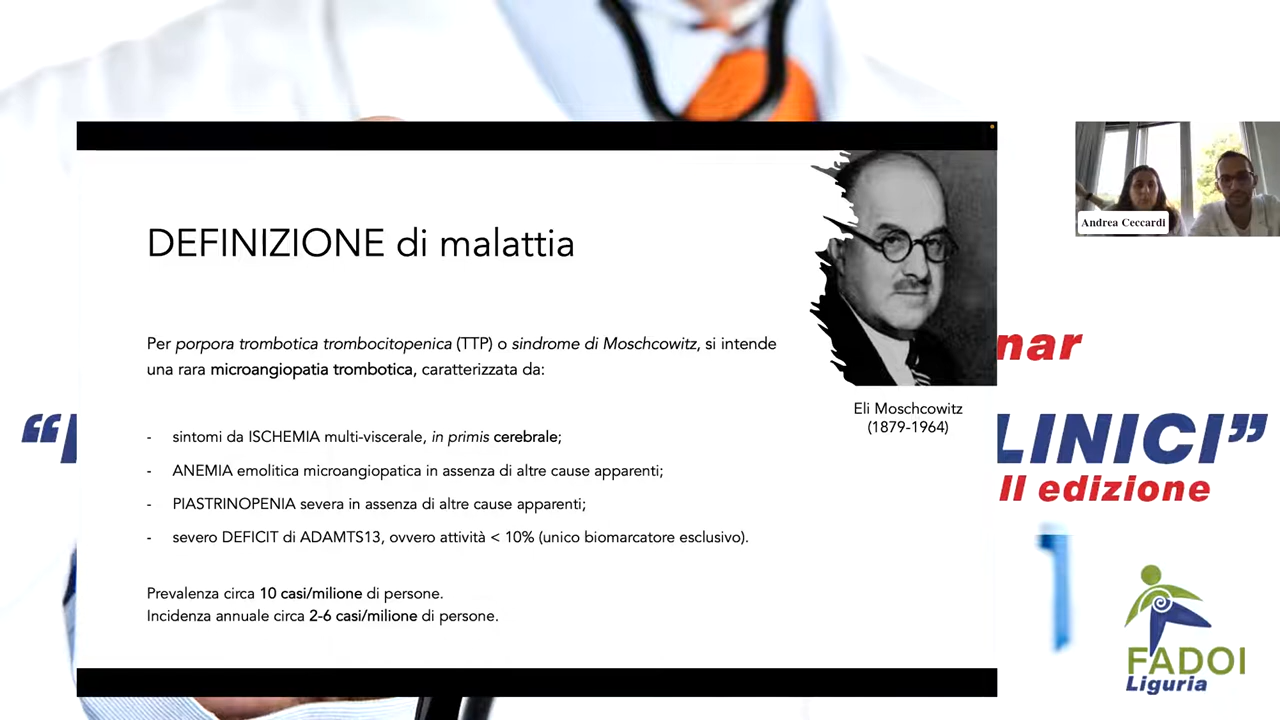 DEFINIZIONE di malattia
Per porpora trombotica trombocitopenica (TTP) o sindrome di Moschcowitz, si intende
una rara microangiopatia trombotica, caratterizzata da:
- sintomi da ISCHEMIA multi-viscerale, in primis cerebrale;
- ANEMIA emolitica microangiopatica in assenza di altre cause apparenti;
- PIASTRINOPENIA severa in assenza di altre cause apparenti;
- severo DEFICIT di ADAMTS13, ovvero attività < 10% (unico biomarcatore esclusivo).
Prevalenza circa 10 casi/milione di persone.
Incidenza annuale circa 2-6 casi/milione di persone.
Eli Moschcowitz
(1879-1964)
Andrea Ceccardi
nar
LINICI”
II edizione
FADOI
Liguria